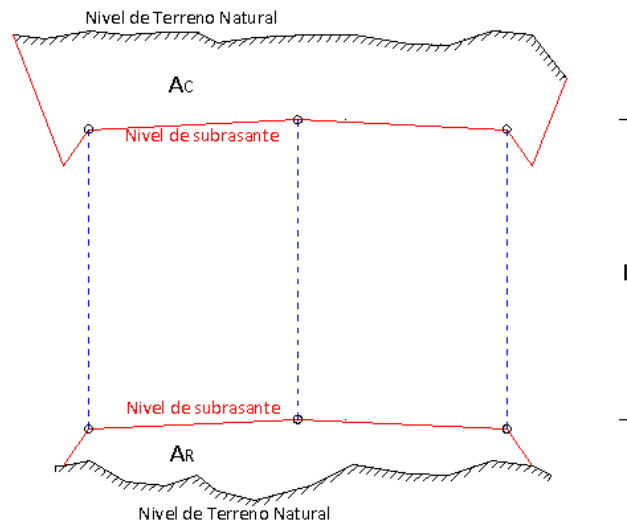 Nivel de Terreno Natural
AC
Nivel de subrasante
Nivel de subrasante
AR
Nivel de Terreno Natural